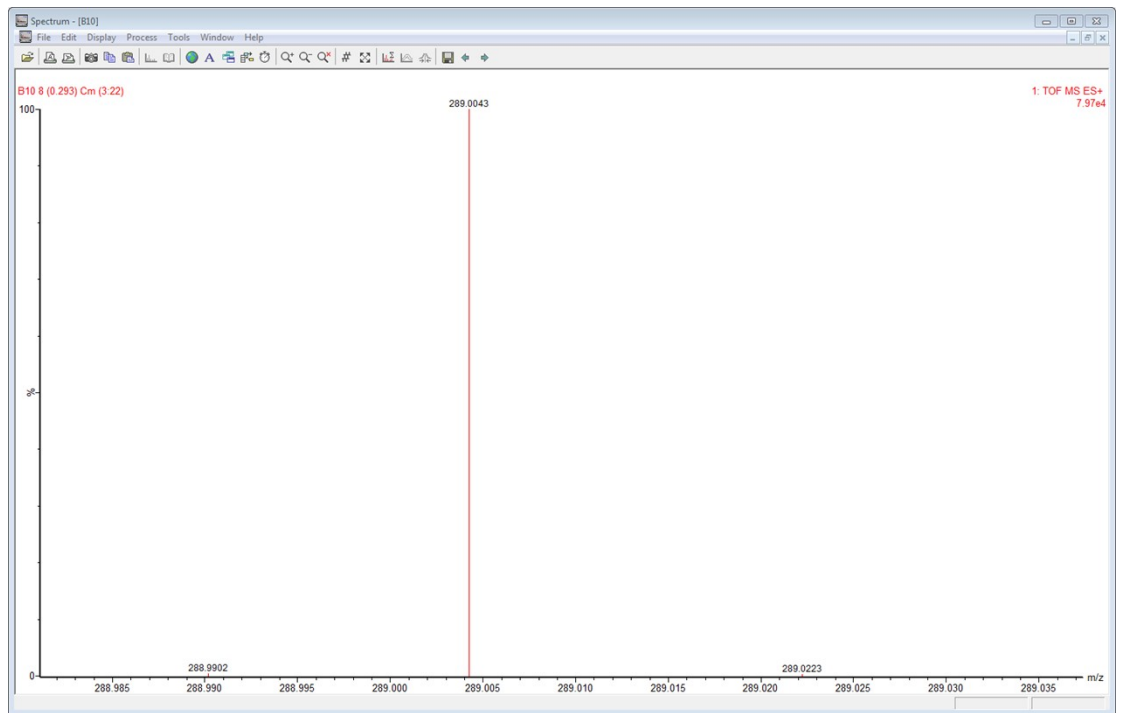 Spectrum - [B10]
File Edit Display Process Tools Window Help
B10 8 (0.293) Cm (3:22)
1: TOF MS ES+
7.97e4
100
289.0043
%
288.9902
289.0223
0
m/z
288.985 288.990 288.995 289.000 289.005 289.010 289.015 289.020 289.025 289.030 289.035